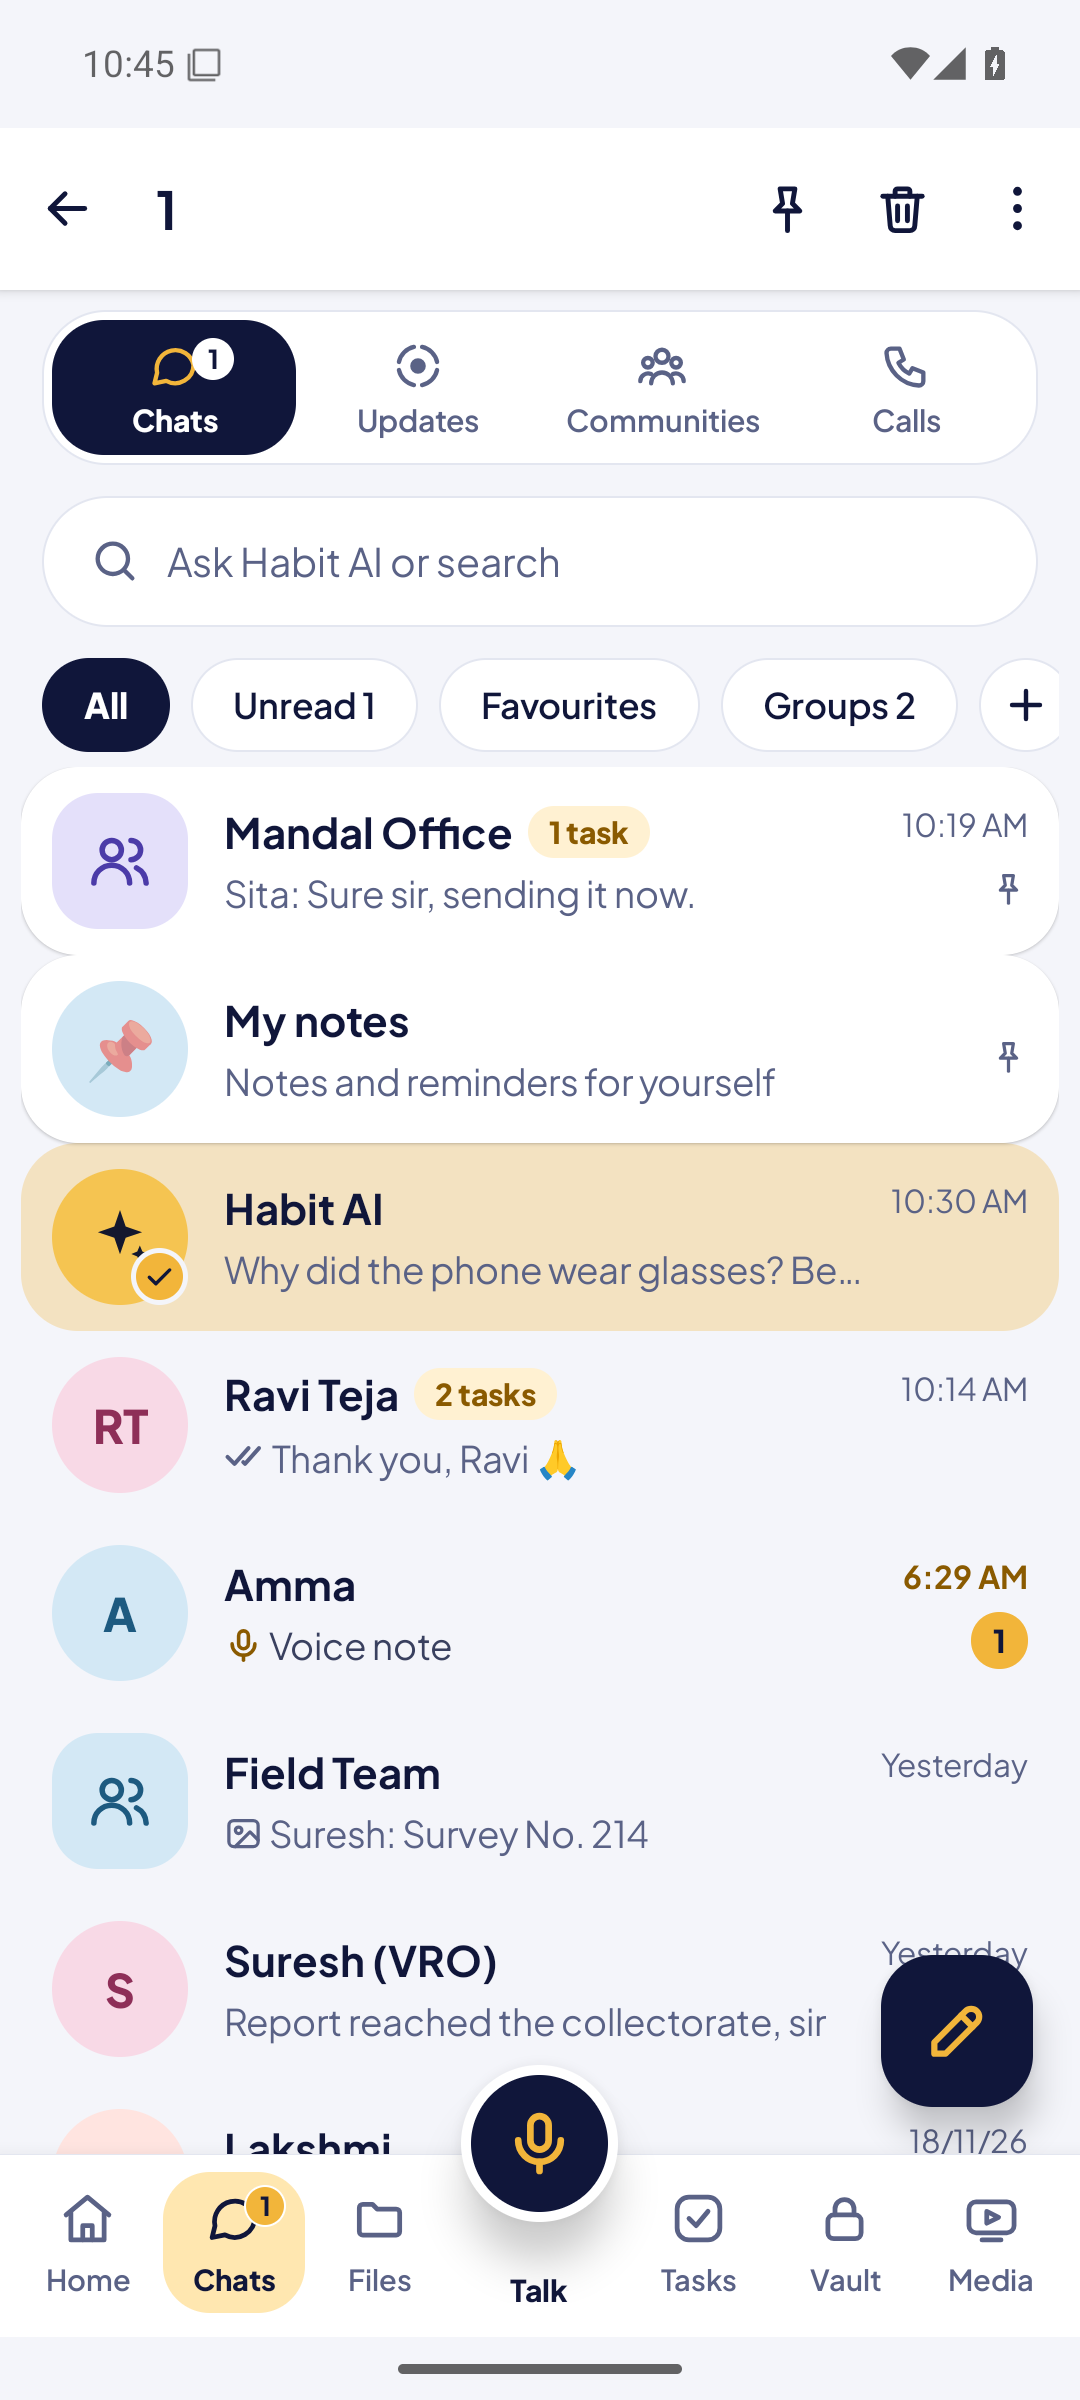 10:45
1
1
Chats
Updates
Communities
Calls
Ask Habit AI or search
All
Unread 1
Favourites
Groups 2
Mandal Office
1 task
10:19 AM
Sita: Sure sir, sending it now.
My notes
Notes and reminders for yourself
Habit AI
10:30 AM
Why did the phone wear glasses? Be...
RT
Ravi Teja
2 tasks
10:14 AM
Thank you, Ravi 🙏
A
Amma
6:29 AM
Voice note
1
Field Team
Yesterday
Suresh: Survey No. 214
S
Suresh (VRO)
Yesterday
Report reached the collectorate, sir
Lakshmi
18/11/26
Home
1
Chats
Files
Talk
Tasks
Vault
Media